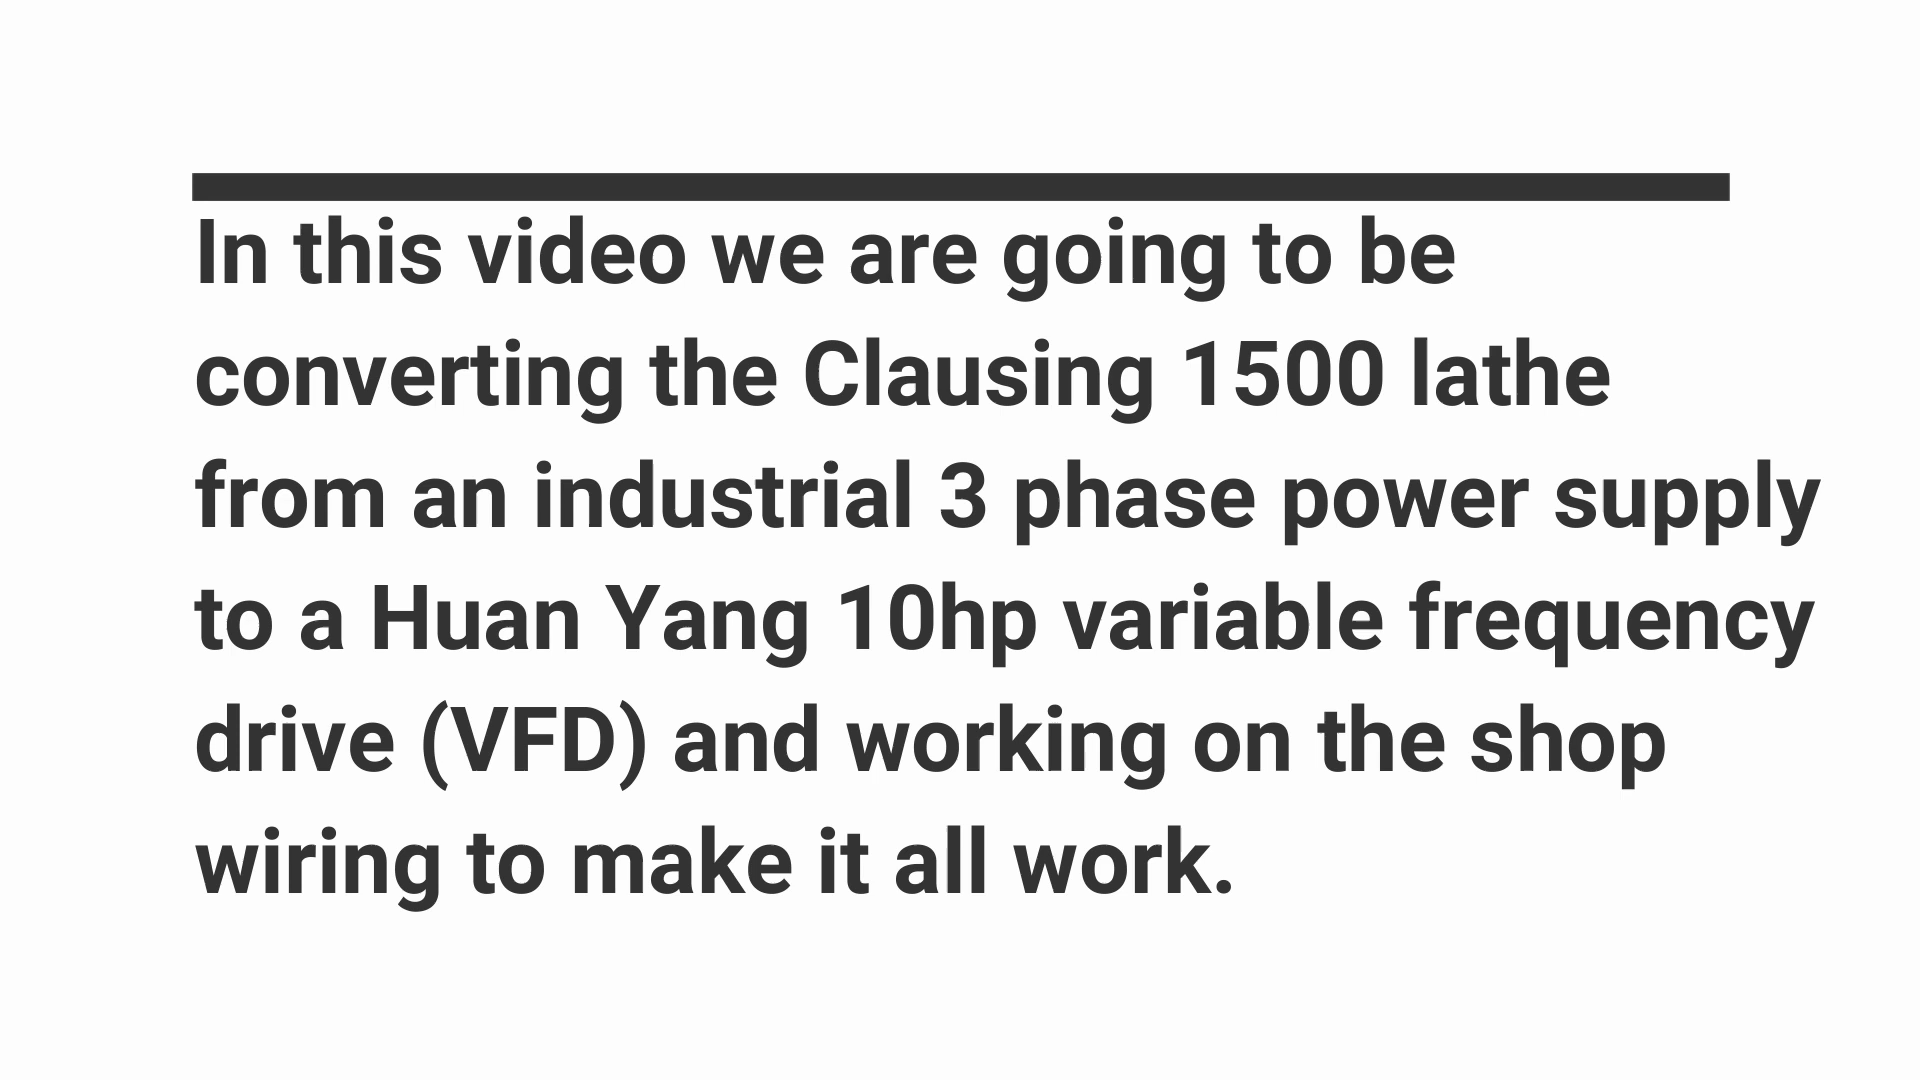 In this video we are going to be
converting the Clausing 1500 lathe
from an industrial 3 phase power supply
to a Huan Yang 10hp variable frequency
drive (VFD) and working on the shop
wiring to make it all work.